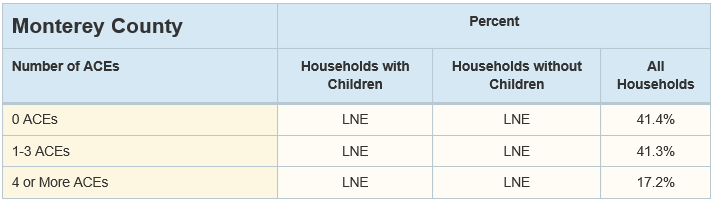 Monterey County
Percent
Number of ACEs
Households with Children
Households without Children
All Households
0 ACEs LNE LNE 41.4%
1-3 ACEs LNE LNE 41.3%
4 or More ACEs LNE LNE 17.2%